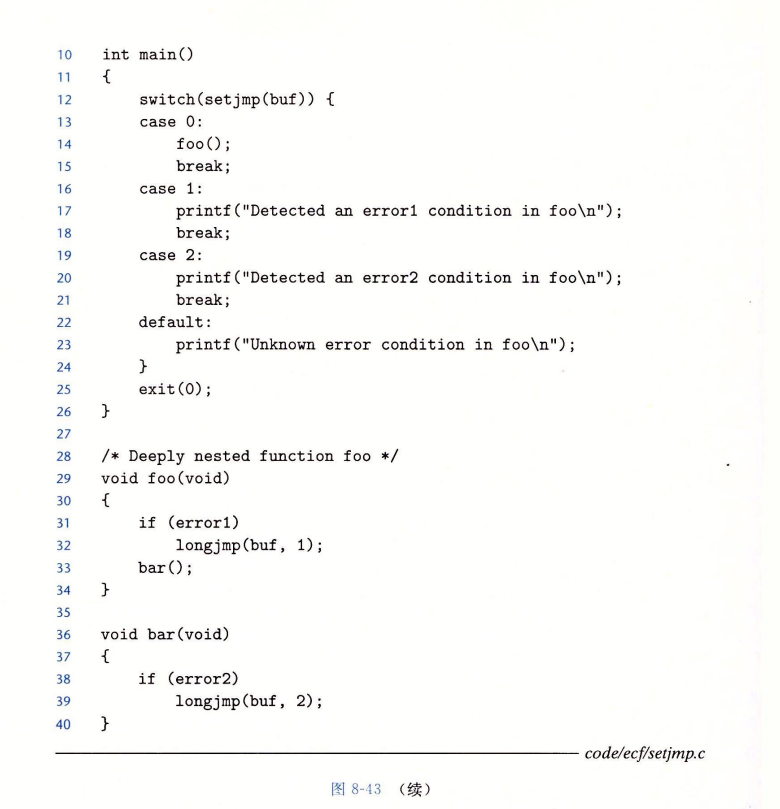 10 int main()
11 {
12     switch(setjmp(buf)) {
13     case 0:
14         foo();
15         break;
16     case 1:
17         printf("Detected an error1 condition in foo\n");
18         break;
19     case 2:
20         printf("Detected an error2 condition in foo\n");
21         break;
22     default:
23         printf("Unknown error condition in foo\n");
24     }
25     exit(0);
26 }
27
28 /* Deeply nested function foo */
29 void foo(void)
30 {
31     if (error1)
32         longjmp(buf, 1);
33     bar();
34 }
35
36 void bar(void)
37 {
38     if (error2)
39         longjmp(buf, 2);
40 }
code/ecf/setjmp.c
图 8-43 （续）